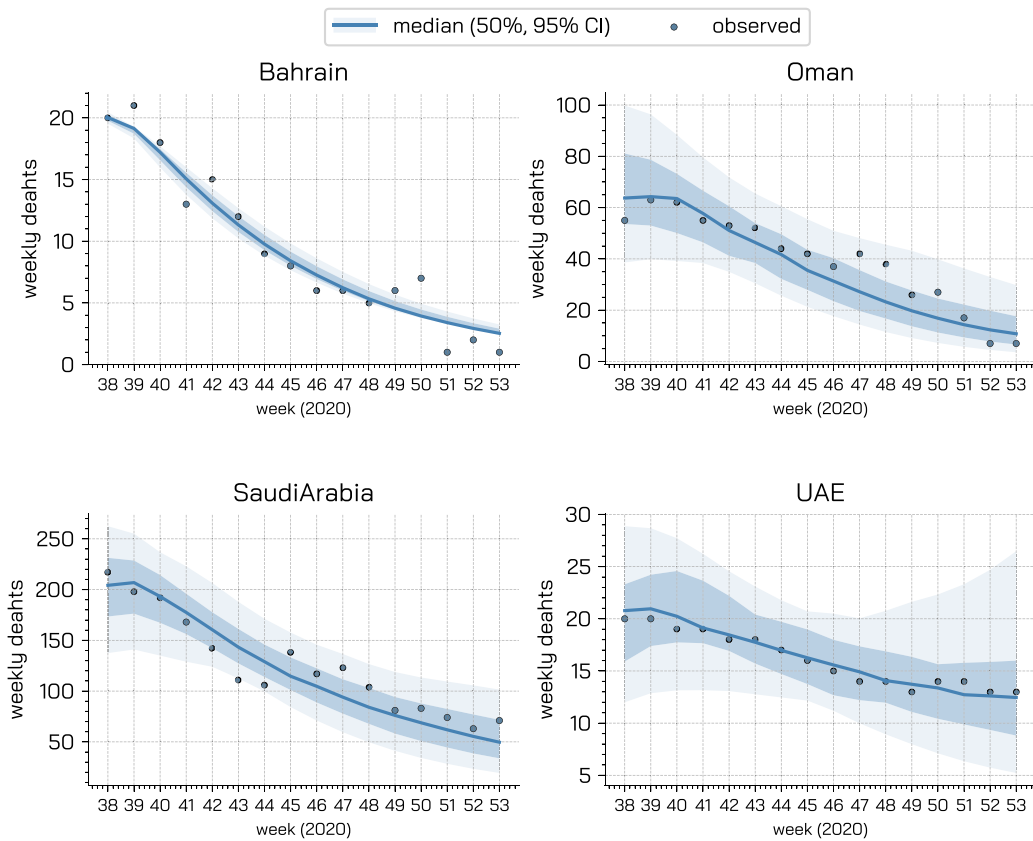 median (50%, 95% CI) observed
Bahrain
weekly deahts
20
15
10
5
0
38 39 40 41 42 43 44 45 46 47 48 49 50 51 52 53
week (2020)
Oman
weekly deahts
100
80
60
40
20
0
38 39 40 41 42 43 44 45 46 47 48 49 50 51 52 53
week (2020)
SaudiArabia
weekly deahts
250
200
150
100
50
38 39 40 41 42 43 44 45 46 47 48 49 50 51 52 53
week (2020)
UAE
weekly deahts
30
25
20
15
10
5
38 39 40 41 42 43 44 45 46 47 48 49 50 51 52 53
week (2020)